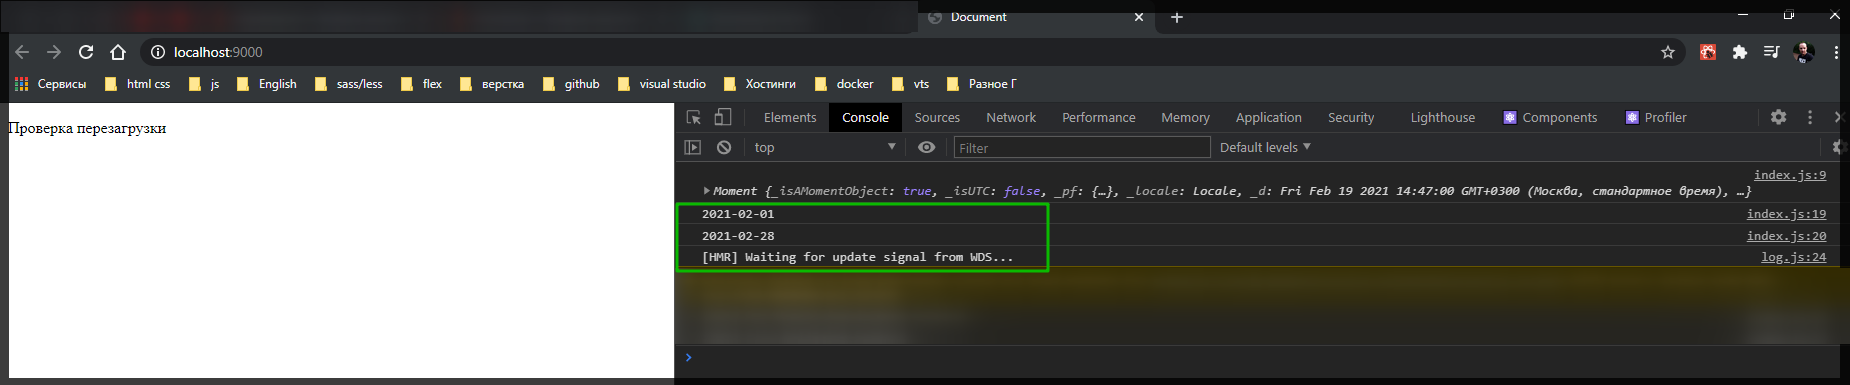 Document
localhost:9000
Сервисы html css js English sass/less flex верстка github visual studio Хостинги docker vts Разное Г
Проверка перезагрузки
Elements Console Sources Network Performance Memory Application Security Lighthouse Components Profiler
top Filter Default levels
index.js:9
Moment {_isAMomentObject: true, _isUTC: false, _pf: {…}, _locale: Locale, _d: Fri Feb 19 2021 14:47:00 GMT+0300 (Москва, стандартное время), …}
2021-02-01 index.js:19
2021-02-28 index.js:20
[HMR] Waiting for update signal from WDS... log.js:24